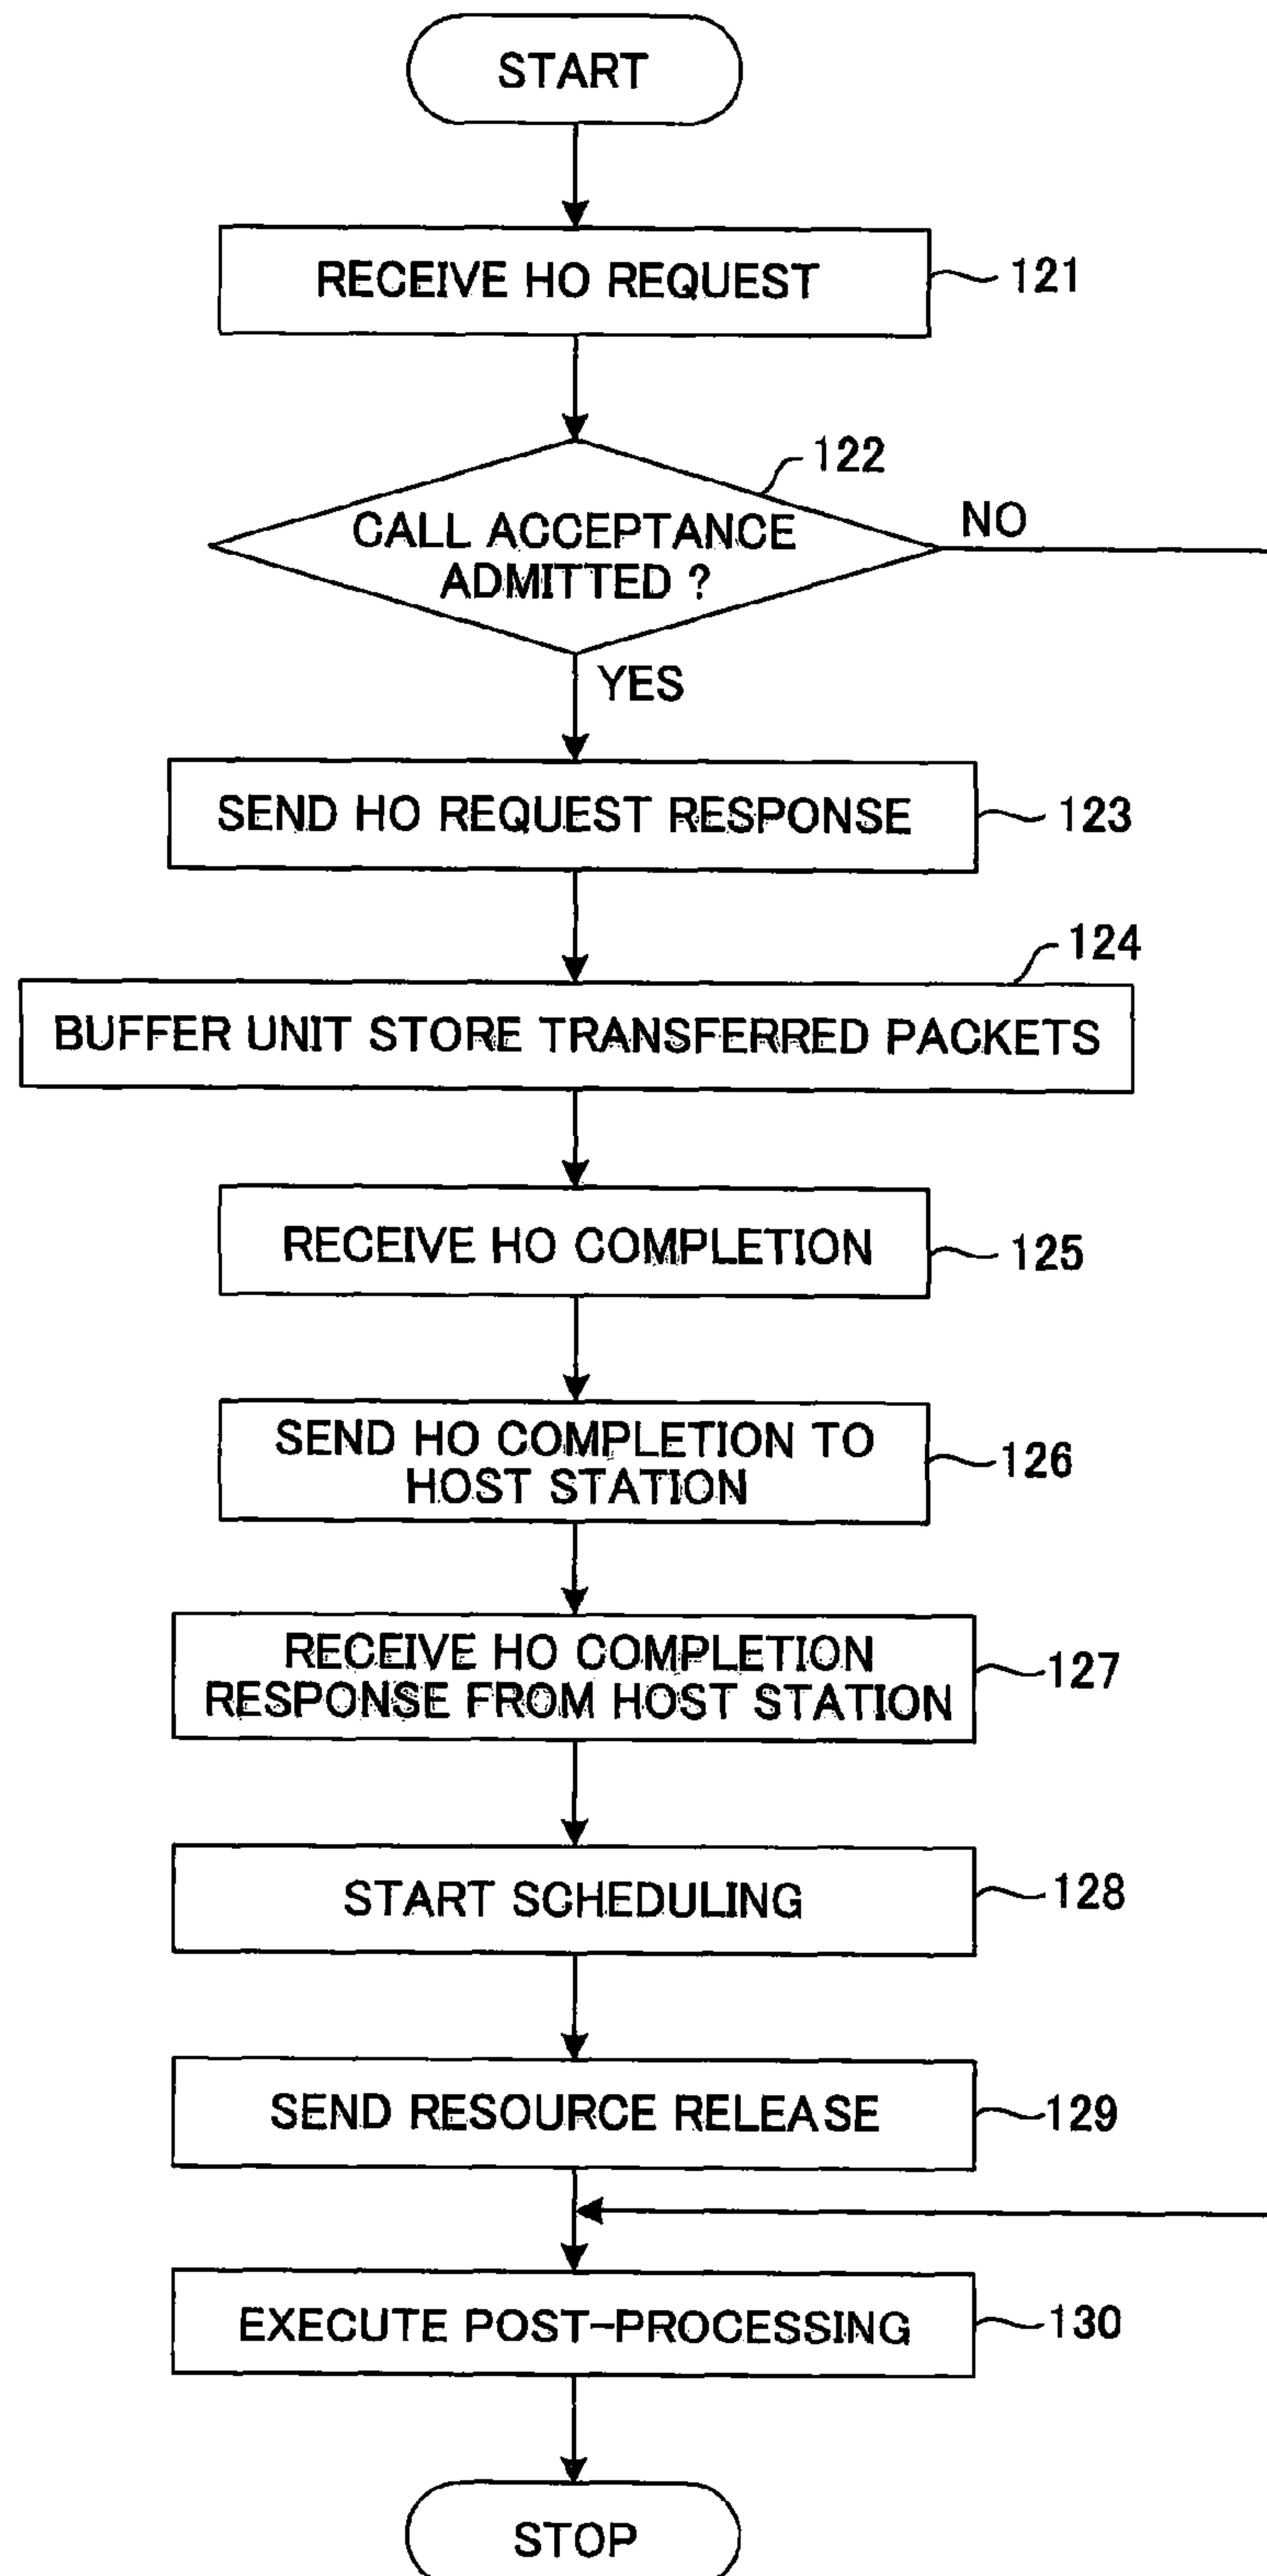 START
RECEIVE HO REQUEST
121
122
CALL ACCEPTANCE
ADMITTED ?
NO
YES
SEND HO REQUEST RESPONSE
123
124
BUFFER UNIT STORE TRANSFERRED PACKETS
RECEIVE HO COMPLETION
125
SEND HO COMPLETION TO
HOST STATION
126
RECEIVE HO COMPLETION
RESPONSE FROM HOST STATION
127
START SCHEDULING
128
SEND RESOURCE RELEASE
129
EXECUTE POST-PROCESSING
130
STOP